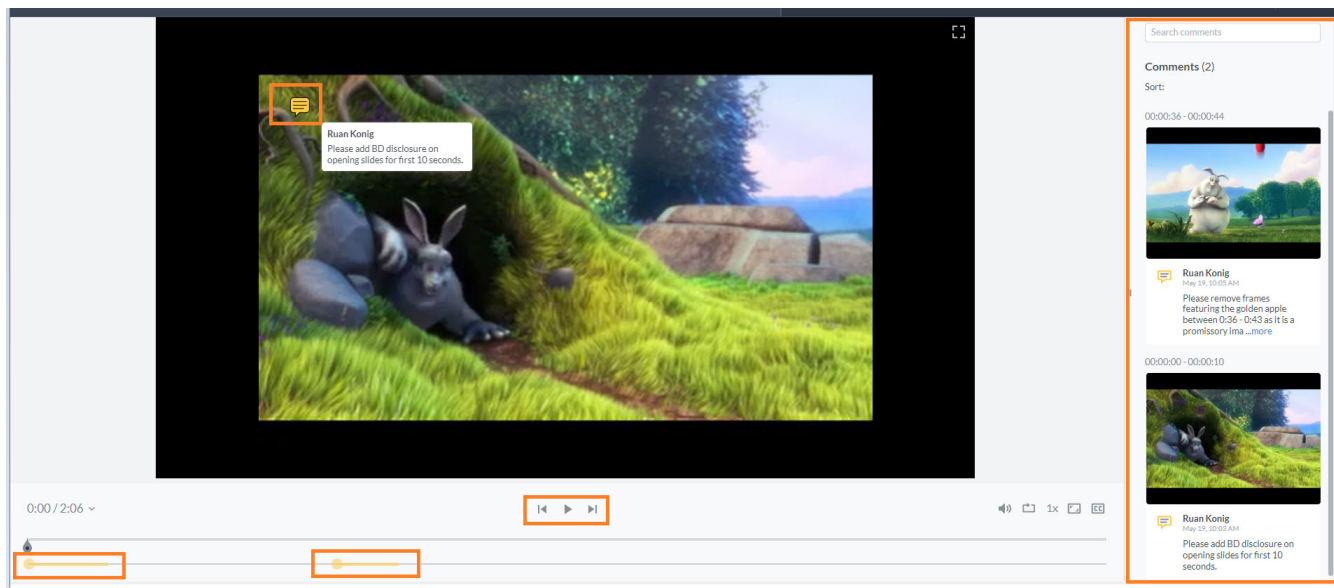 Ruan Konig
Please add BD disclosure on
opening slides for first 10 seconds.
0:00 / 2:06
1x
CC
Search comments
Comments (2)
Sort:
00:00:36 - 00:00:44
Ruan Konig
May 19, 10:05 AM
Please remove frames
featuring the golden apple
between 0:36 - 0:43 as it is a
promissory ima ...more
00:00:00 - 00:00:10
Ruan Konig
May 19, 10:03 AM
Please add BD disclosure on
opening slides for first 10
seconds.